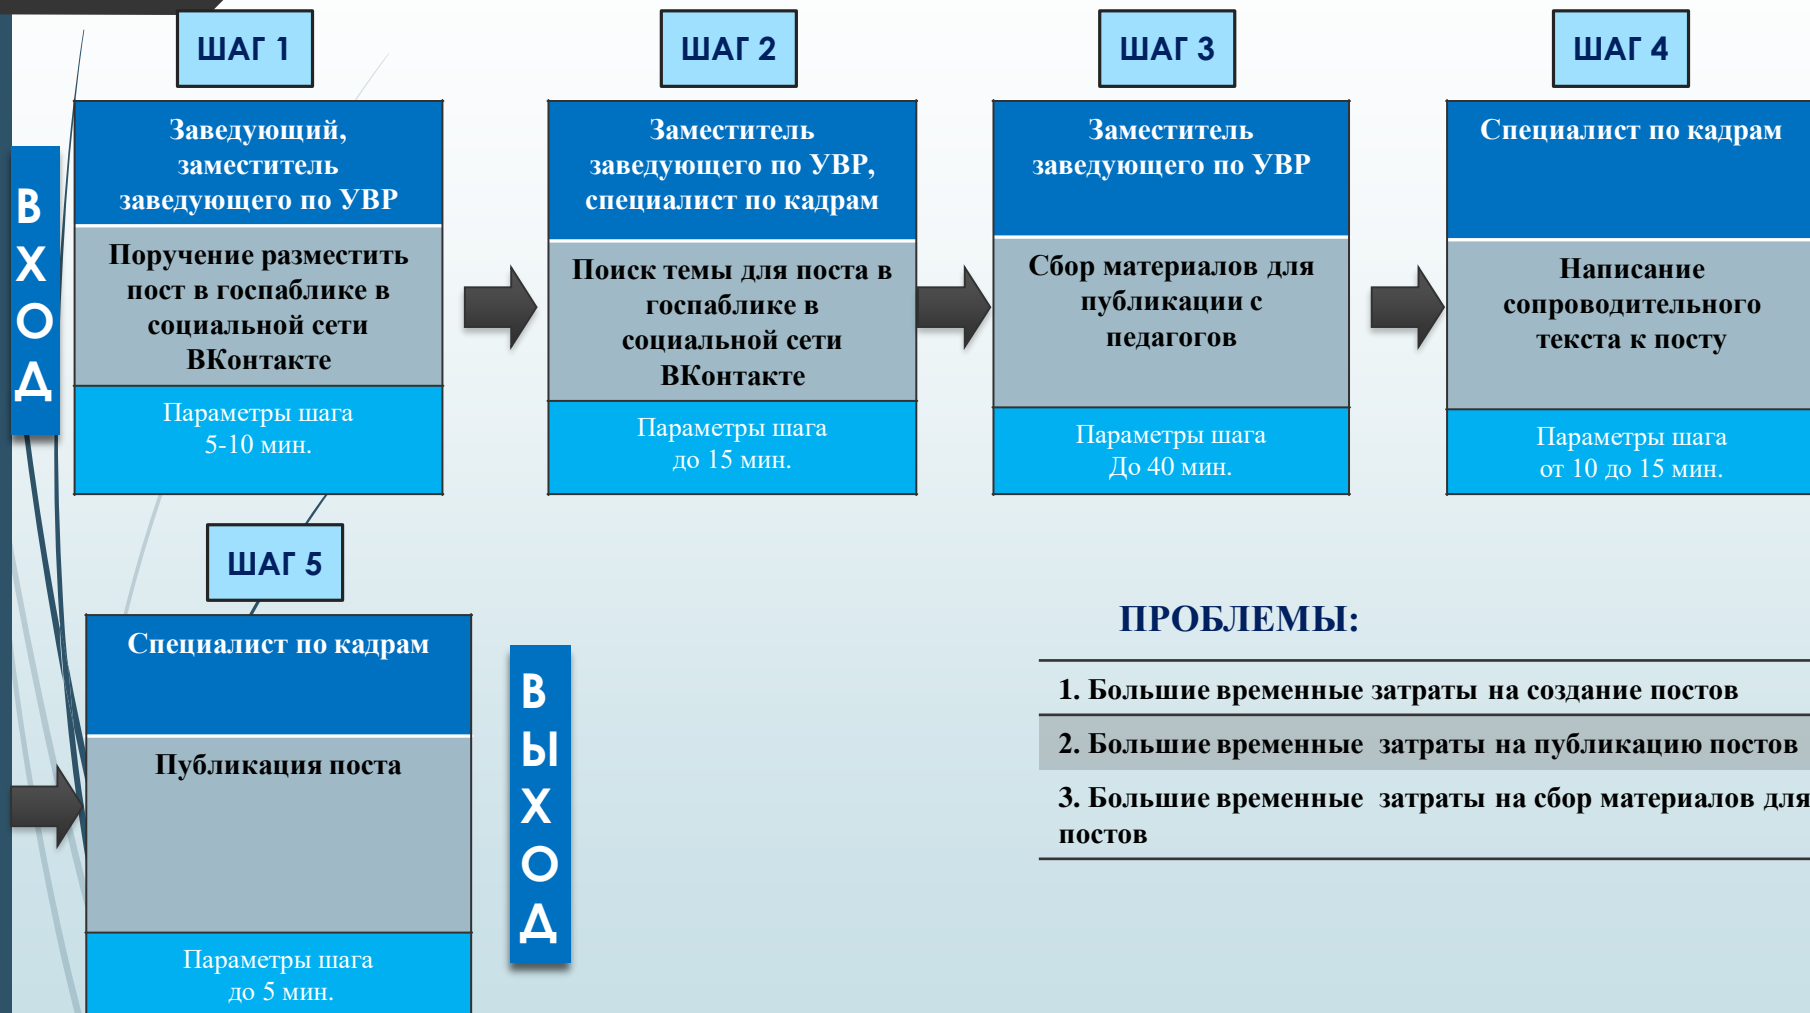 ВХОД
ШАГ 1
Заведующий,
заместитель
заведующего по УВР
Поручение разместить
пост в госпаблике в
социальной сети
ВКонтакте
Параметры шага
5-10 мин.
ШАГ 2
Заместитель
заведующего по УВР,
специалист по кадрам
Поиск темы для поста в
госпаблике в
социальной сети
ВКонтакте
Параметры шага
до 15 мин.
ШАГ 3
Заместитель
заведующего по УВР
Сбор материалов для
публикации с
педагогов
Параметры шага
До 40 мин.
ШАГ 4
Специалист по кадрам
Написание
сопроводительного
текста к посту
Параметры шага
от 10 до 15 мин.
ШАГ 5
Специалист по кадрам
Публикация поста
Параметры шага
до 5 мин.
ВЫХОД
ПРОБЛЕМЫ:
1. Большие временные затраты на создание постов
2. Большие временные затраты на публикацию постов
3. Большие временные затраты на сбор материалов для
постов